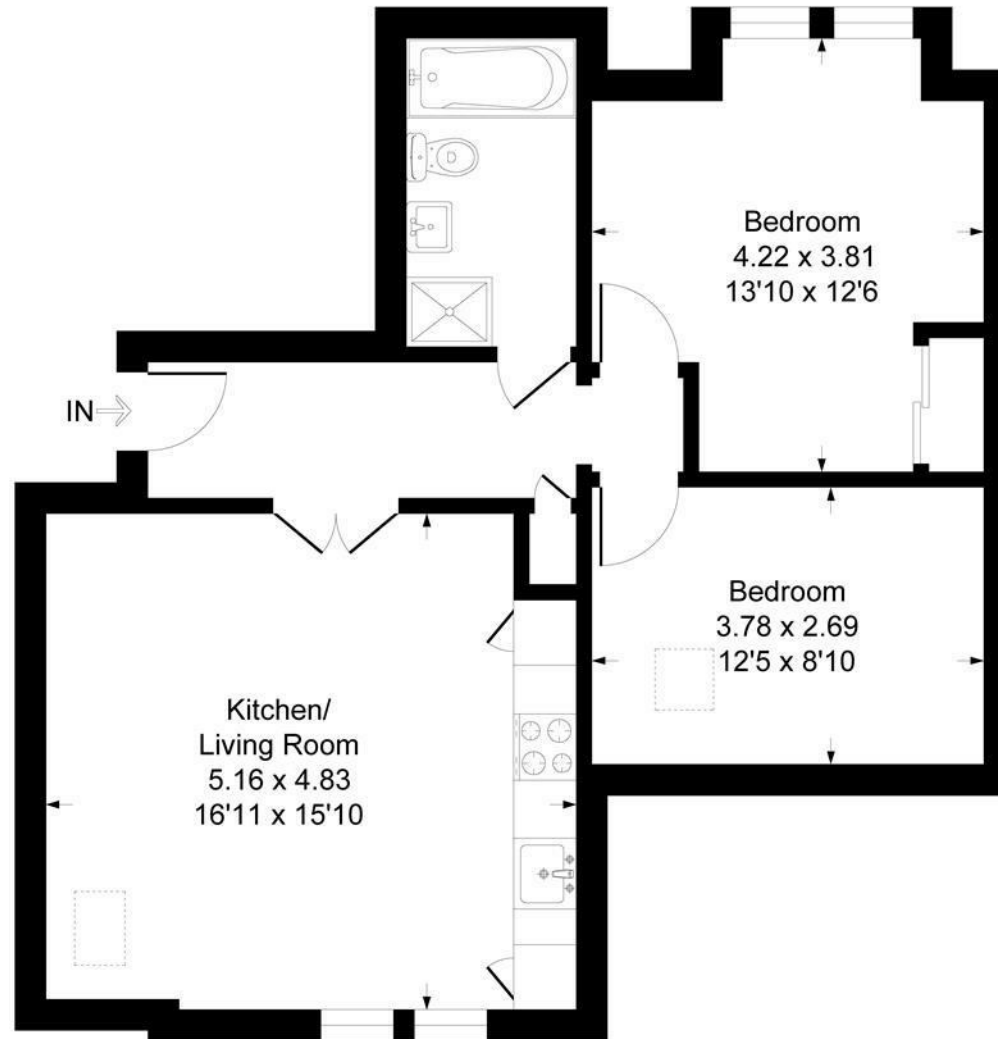 Bedroom
4.22 x 3.81
13'10 x 12'6
IN
Bedroom
3.78 x 2.69
12'5 x 8'10
Kitchen/
Living Room
5.16 x 4.83
16'11 x 15'10